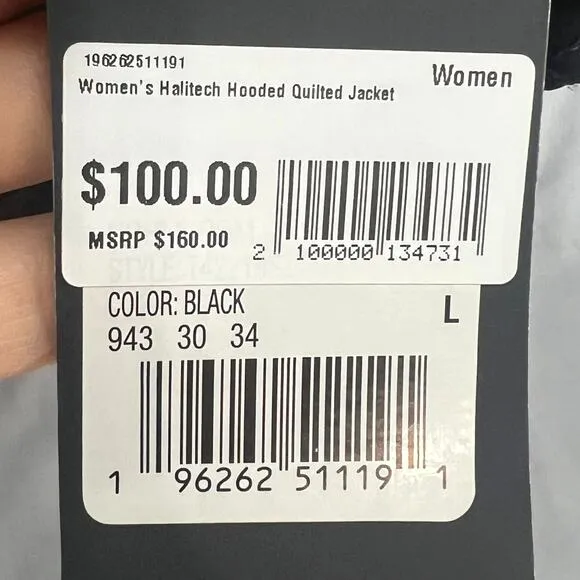 196262511191
Women's Halitech Hooded Quilted Jacket
Women
$100.00
MSRP $160.00
2 100000 134731
COLOR: BLACK
L
943 30 34
1 96262 51119 1